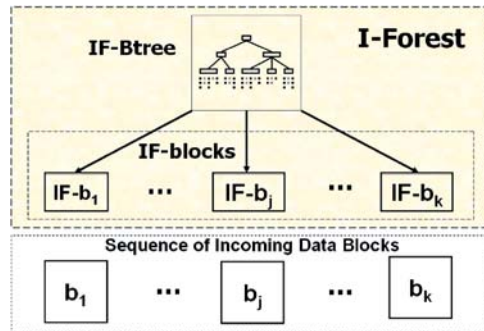 IF-Btree
I-Forest
IF-blocks
IF-b1 ... IF-bj ... IF-bk
Sequence of Incoming Data Blocks
b1 ... bj ... bk